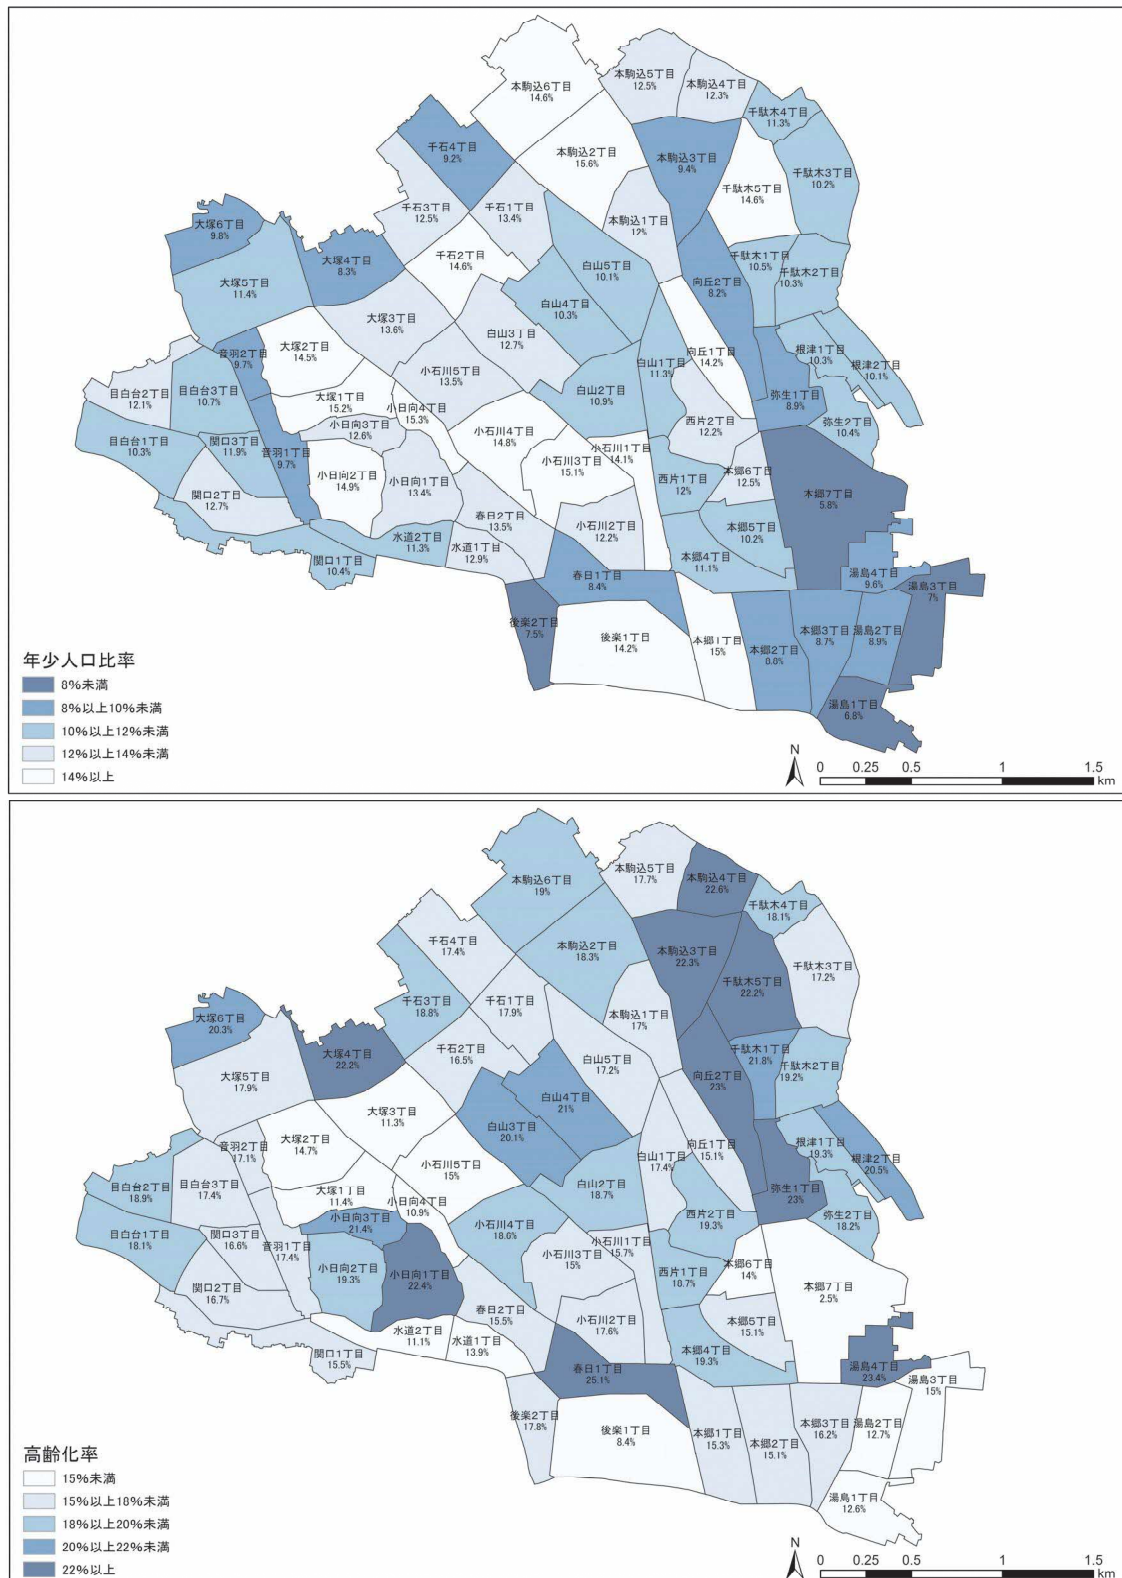 本駒込6丁目
14.6%
本駒込5丁目
12.5%
本駒込4丁目
12.3%
千駄木4丁目
11.3%
千石4丁目
9.2%
本駒込2丁目
15.6%
本駒込3丁目
9.4%
千駄木5丁目
14.6%
千駄木3丁目
10.2%
千石3丁目
12.5%
千石1丁目
13.4%
本駒込1丁目
12%
大塚6丁目
9.8%
大塚4丁目
8.3%
千石2丁目
14.6%
白山5丁目
10.1%
向丘2丁目
8.2%
千駄木1丁目
10.5%
千駄木2丁目
10.3%
大塚5丁目
11.4%
大塚3丁目
13.6%
白山4丁目
10.3%
白山3丁目
12.7%
大塚2丁目
14.5%
音羽2丁目
9.7%
向丘1丁目
14.2%
根津1丁目
10.3%
根津2丁目
10.1%
白山1丁目
11.3%
小石川5丁目
13.5%
目白台2丁目
12.1%
目白台3丁目
10.7%
白山2丁目
10.9%
弥生1丁目
8.9%
大塚1丁目
15.2%
小日向4丁目
15.3%
小日向3丁目
12.6%
小石川4丁目
14.8%
西片2丁目
12.2%
弥生2丁目
10.4%
目白台1丁目
10.3%
関口3丁目
11.9%
音羽1丁目
9.7%
小石川1丁目
14.1%
小石川3丁目
15.1%
本郷6丁目
12.5%
小日向2丁目
14.9%
小日向1丁目
13.4%
西片1丁目
12%
本郷7丁目
5.8%
関口2丁目
12.7%
春日2丁目
13.5%
小石川2丁目
12.2%
本郷5丁目
10.2%
水道2丁目
11.3%
水道1丁目
12.9%
本郷4丁目
11.1%
関口1丁目
10.4%
春日1丁目
8.4%
湯島4丁目
9.6%
湯島3丁目
7%
後楽2丁目
7.5%
後楽1丁目
14.2%
本郷1丁目
15%
本郷2丁目
本郷3丁目
8.7%
湯島2丁目
8.9%
湯島1丁目
6.8%
年少人口比率
8%未満
8%以上10%未満
10%以上12%未満
12%以上14%未満
14%以上
N
0 0.25 0.5 1 1.5
km
本駒込6丁目
19%
本駒込5丁目
17.7%
本駒込4丁目
22.6%
千駄木4丁目
18.1%
千石4丁目
17.4%
本駒込2丁目
18.3%
本駒込3丁目
22.3%
千駄木5丁目
22.2%
千駄木3丁目
17.2%
千石3丁目
18.8%
千石1丁目
17.9%
本駒込1丁目
17%
大塚6丁目
20.3%
大塚4丁目
22.2%
千石2丁目
16.5%
白山5丁目
17.2%
向丘2丁目
23%
千駄木1丁目
21.8%
千駄木2丁目
19.2%
大塚5丁目
17.9%
大塚3丁目
11.3%
白山4丁目
21%
白山3丁目
20.1%
大塚2丁目
14.7%
音羽2丁目
17.1%
向丘1丁目
15.1%
根津1丁目
19.3%
根津2丁目
20.5%
白山1丁目
17.4%
小石川5丁目
15%
目白台2丁目
18.9%
目白台3丁目
17.4%
白山2丁目
18.7%
弥生1丁目
23%
大塚1丁目
11.4%
小日向4丁目
10.9%
小日向3丁目
21.4%
小石川4丁目
18.6%
西片2丁目
19.3%
弥生2丁目
18.2%
目白台1丁目
18.1%
関口3丁目
16.6%
音羽1丁目
17.4%
小石川1丁目
15.7%
小石川3丁目
15%
本郷6丁目
14%
小日向2丁目
19.3%
小日向1丁目
22.4%
西片1丁目
10.7%
本郷7丁目
2.5%
関口2丁目
16.7%
春日2丁目
15.5%
小石川2丁目
17.6%
本郷5丁目
15.1%
水道2丁目
11.1%
水道1丁目
13.9%
本郷4丁目
19.3%
関口1丁目
15.5%
春日1丁目
25.1%
湯島4丁目
23.4%
湯島3丁目
15%
後楽2丁目
17.8%
後楽1丁目
8.4%
本郷1丁目
15.3%
本郷2丁目
15.1%
本郷3丁目
16.2%
湯島2丁目
12.7%
湯島1丁目
12.6%
高齢化率
15%未満
15%以上18%未満
18%以上20%未満
20%以上22%未満
22%以上
N
0 0.25 0.5 1 1.5
km